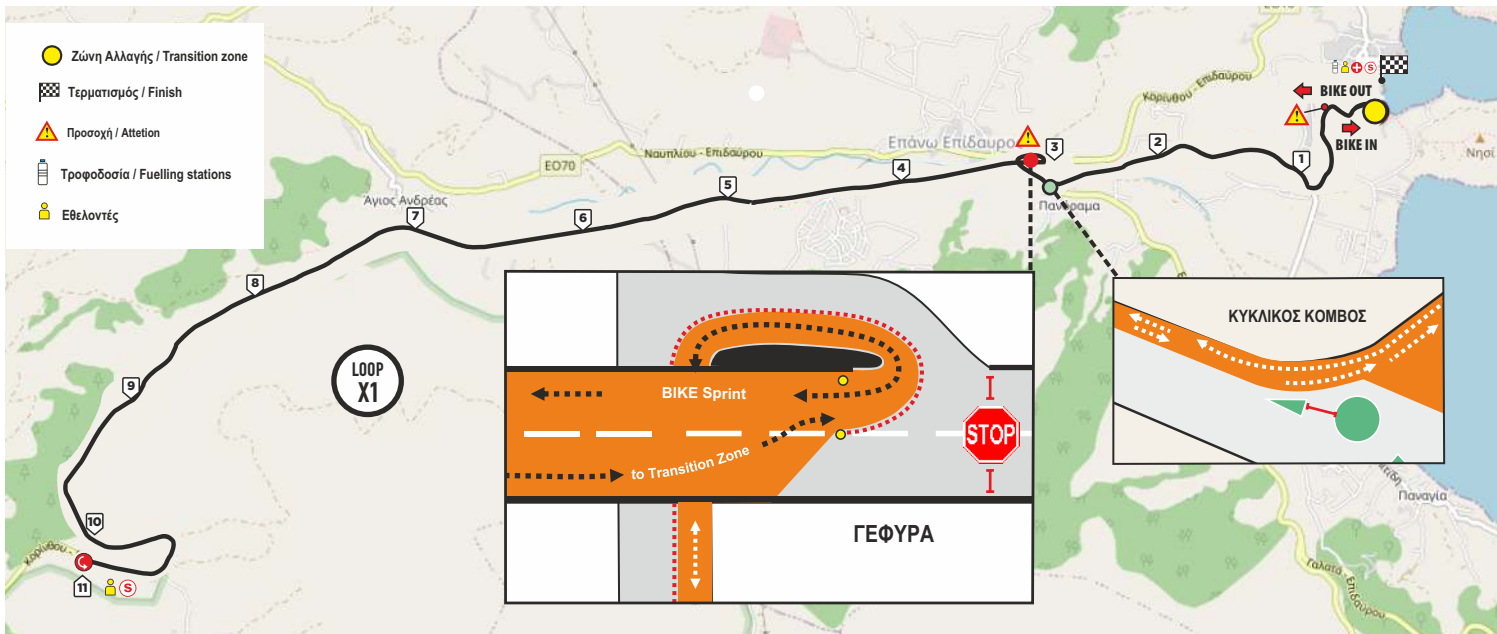 Ζώνη Αλλαγής / Transition zone
Τερματισμός / Finish
Προσοχή / Attetion
Τροφοδοσία / Fuelling stations
Εθελοντές
ΕΟ70
Ναυπλίου - Επιδαύρου
Επάνω Επίδαυρο
Κορίνθου - Επιδαύρου
S
BIKE OUT
BIKE IN
Νησί
1
2
3
4
5
6
7
8
9
10
11
S
Άγιος Ανδρέας
Πανόραμα
LOOP
X1
BIKE Sprint
to Transition Zone
STOP
ΓΕΦΥΡΑ
ΚΥΚΛΙΚΟΣ ΚΟΜΒΟΣ
Παναγία
Γαλατά - Επιδαύρου
Κορίνθου -